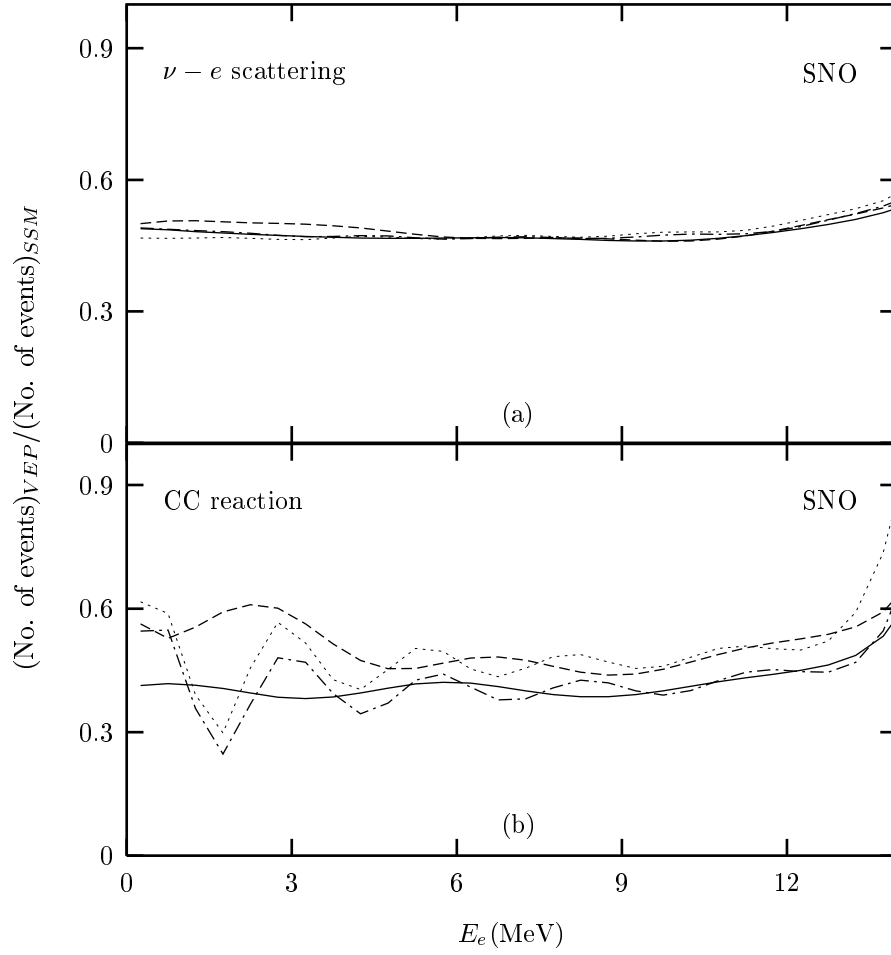 (No. of events)VEP/(No. of events)SSM
0.9
ν − e scattering
SNO
0.6
0.3
(a)
0
0.9
CC reaction
SNO
0.6
0.3
(b)
0
0
3
6
9
12
Ee(MeV)